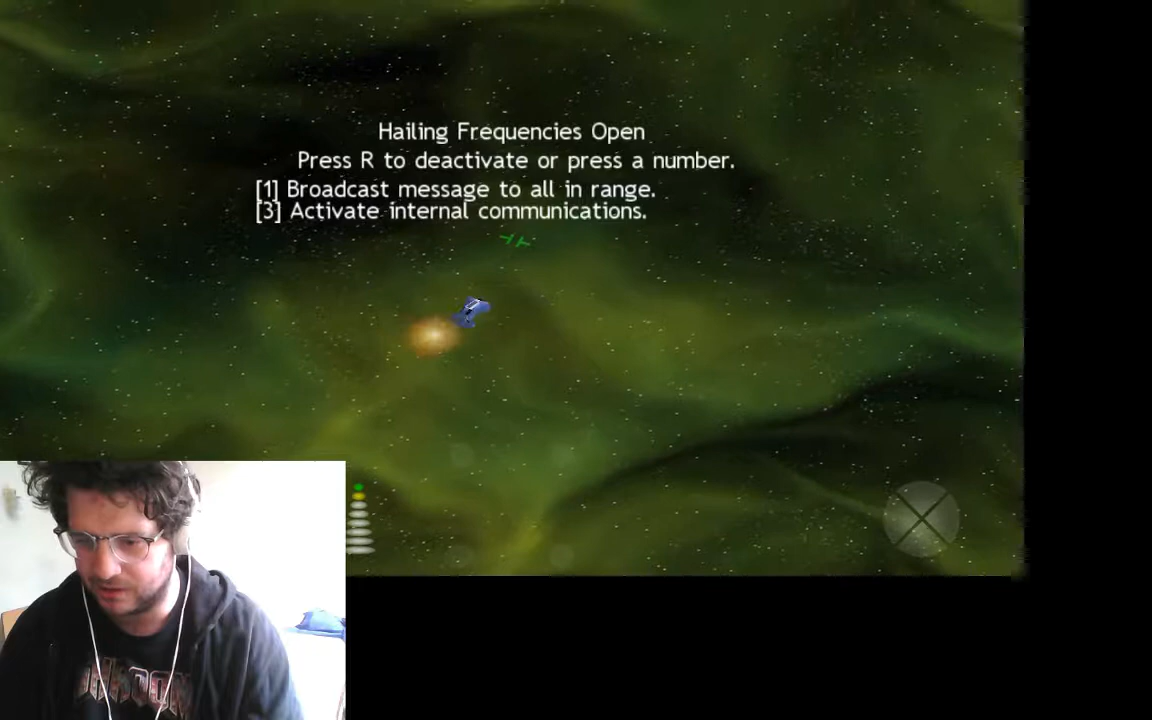 Hailing Frequencies Open
Press R to deactivate or press a number.
[1] Broadcast message to all in range.
[3] Activate internal communications.